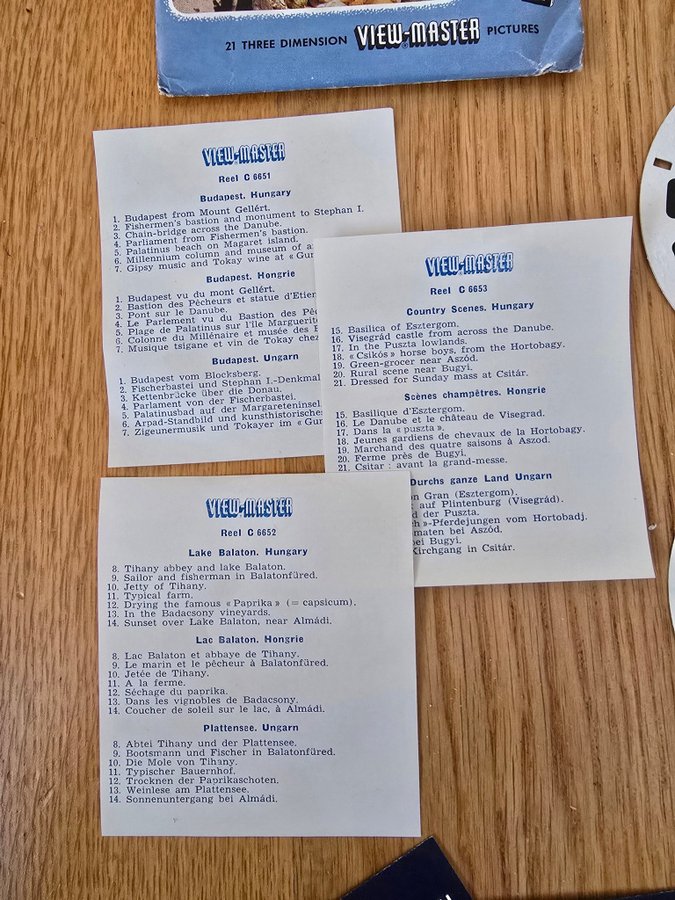 21 THREE DIMENSION VIEW-MASTER PICTURES
VIEW-MASTER
Reel C 6651
Budapest. Hungary
1. Budapest from Mount Gellért.
2. Fishermen's bastion and monument to Stephan I.
3. Chain-bridge across the Danube.
4. Parliament from Fishermen's bastion.
5. Palatinus beach on Magaret island.
6. Millennium column and museum of
7. Gipsy music and Tokay wine at «
Budapest. Hongrie
1. Budapest vu du mont Gellért.
2. Bastion des Pêcheurs et statue d'Etien
3. Pont sur le Danube.
4. Le Parlement vu du Bastion des Pê
5. Plage de Palatinus sur l'île Marguerit
6. Colonne du Millénaire et musée des
7. Musique tsigane et vin de Tokay chez
Budapest. Ungarn
1. Budapest vom Blocksberg.
2. Fischerbastei und Stephan I.-Denkmal
3. Kettenbrücke über die Donau.
4. Parlament von der Fischerbastei.
5. Palatinusbad auf der Margareteninsel.
6. Arpad-Standbild und kunsthistorisches
7. Zigeunermusik und Tokajer im «
VIEW-MASTER
Reel C 6653
Country Scenes. Hungary
15. Basilica of Esztergom.
16. Visegrád castle from across the Danube.
17. In the Puszta lowlands.
18. « Csikós » horse boys, from the Hortobagy.
19. Green-grocer near Aszód.
20. Rural scene near Bugyi.
21. Dressed for Sunday mass at Csitár.
Scènes champêtres. Hongrie
15. Basilique d'Esztergom.
16. Le Danube et le château de Visegrad.
17. Dans la « puszta ».
18. Jeunes gardiens de chevaux de la Hortobagy.
19. Marchand des quatre saisons à Aszod.
20. Ferme près de Bugyi.
21. Csitar : avant la grand-messe.
Durchs ganze Land Ungarn
on Gran (Esztergom).
auf Plintenburg (Visegrád).
d der Puszta.
ch »-Pferdejungen vom Hortobadj.
maten bei Aszód.
bei Bugyi.
Kirchgang in Csitár.
VIEW-MASTER
Reel C 6652
Lake Balaton. Hungary
8. Tihany abbey and lake Balaton.
9. Sailor and fisherman in Balatonfüred.
10. Jetty of Tihany.
11. Typical farm.
12. Drying the famous « Paprika » (= capsicum).
13. In the Badacsony vineyards.
14. Sunset over Lake Balaton, near Almádi.
Lac Balaton. Hongrie
8. Lac Balaton et abbaye de Tihany.
9. Le marin et le pêcheur à Balatonfüred.
10. Jetée de Tihany.
11. A la ferme.
12. Séchage du paprika.
13. Dans les vignobles de Badacsony.
14. Coucher de soleil sur le lac, à Almádi.
Plattensee. Ungarn
8. Abtei Tihany und der Plattensee.
9. Bootsmann und Fischer in Balatonfüred.
10. Die Mole von Tihany.
11. Typischer Bauernhof.
12. Trocknen der Paprikaschoten.
13. Weinlese am Plattensee.
14. Sonnenuntergang bei Almádi.